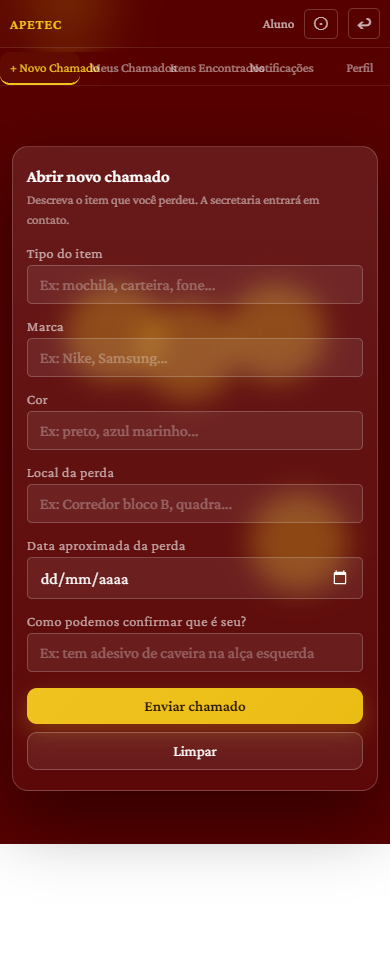 APETEC
Aluno
+ Novo Chamado
Meus Chamados
Itens Encontrados
Notificações
Perfil
Abrir novo chamado
Descreva o item que você perdeu. A secretaria entrará em
contato.
Tipo do item
Ex: mochila, carteira, fone...
Marca
Ex: Nike, Samsung...
Cor
Ex: preto, azul marinho...
Local da perda
Ex: Corredor bloco B, quadra...
Data aproximada da perda
dd/mm/aaaa
Como podemos confirmar que é seu?
Ex: tem adesivo de caveira na alça esquerda
Enviar chamado
Limpar